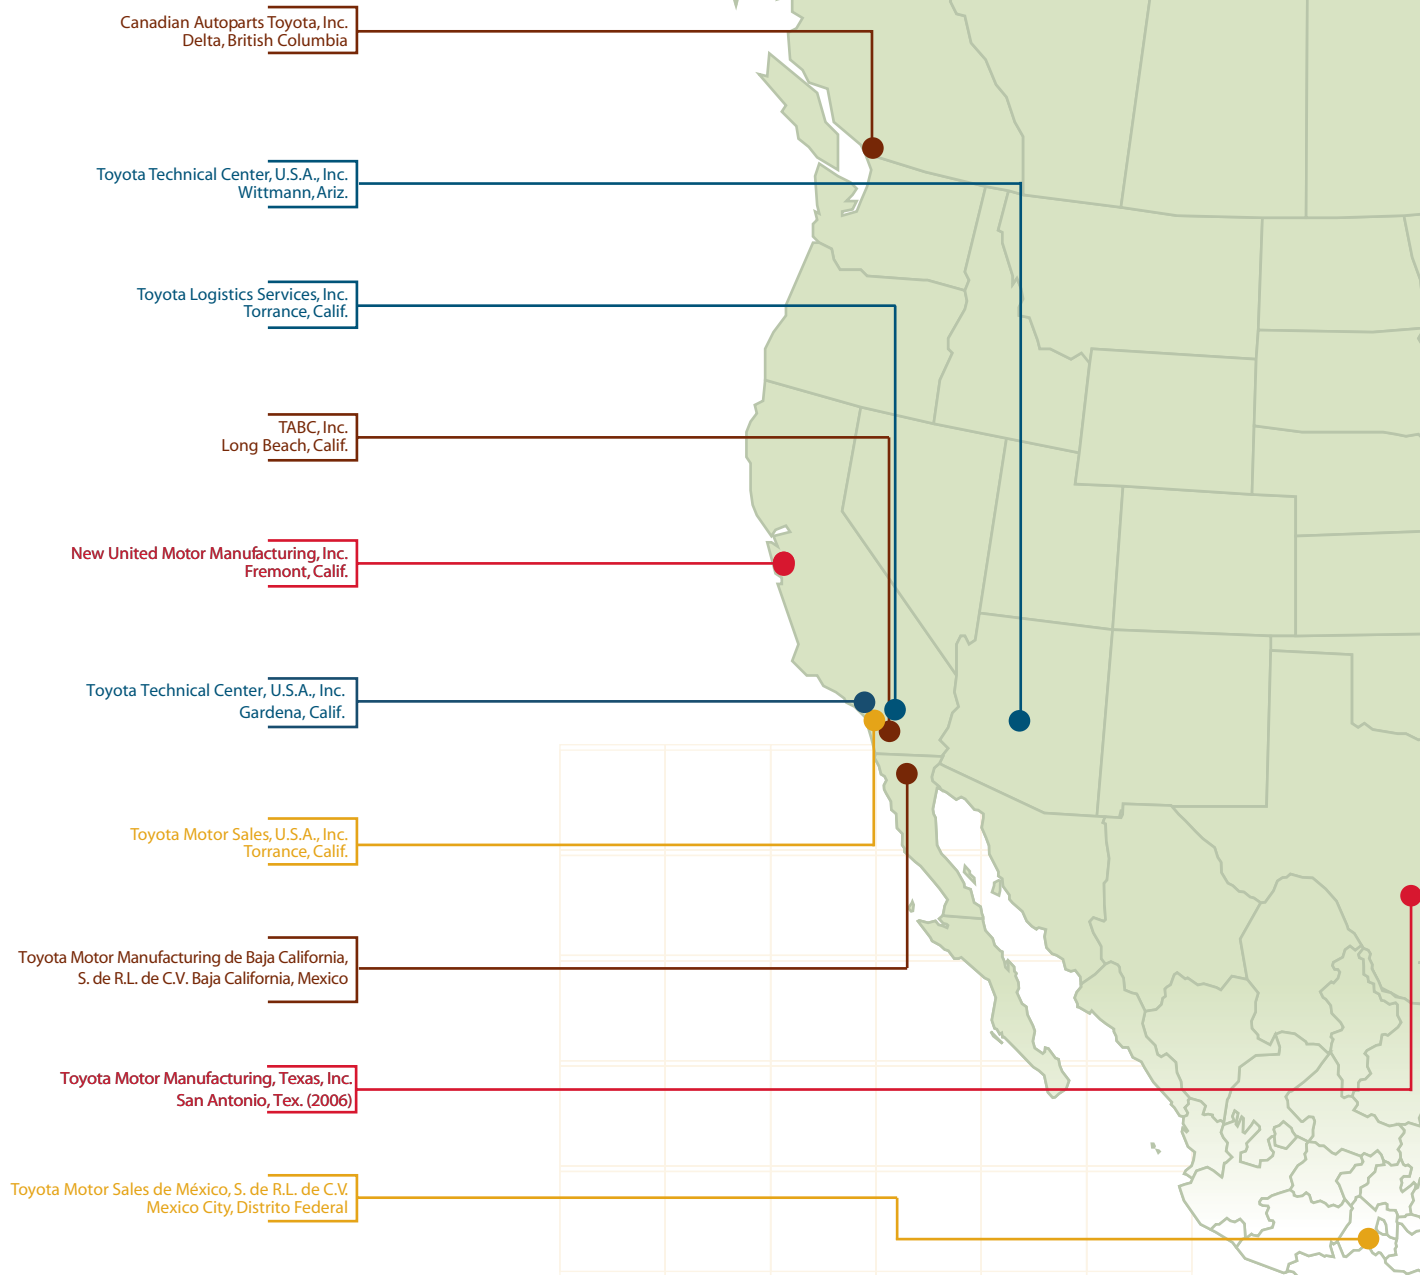 Canadian Autoparts Toyota, Inc.
Delta, British Columbia
Toyota Technical Center, U.S.A., Inc.
Wittmann, Ariz.
Toyota Logistics Services, Inc.
Torrance, Calif.
TABC, Inc.
Long Beach, Calif.
New United Motor Manufacturing, Inc.
Fremont, Calif.
Toyota Technical Center, U.S.A., Inc.
Gardena, Calif.
Toyota Motor Sales, U.S.A., Inc.
Torrance, Calif.
Toyota Motor Manufacturing de Baja California,
S. de R.L. de C.V. Baja California, Mexico
Toyota Motor Manufacturing, Texas, Inc.
San Antonio, Tex. (2006)
Toyota Motor Sales de México, S. de R.L. de C.V.
Mexico City, Distrito Federal